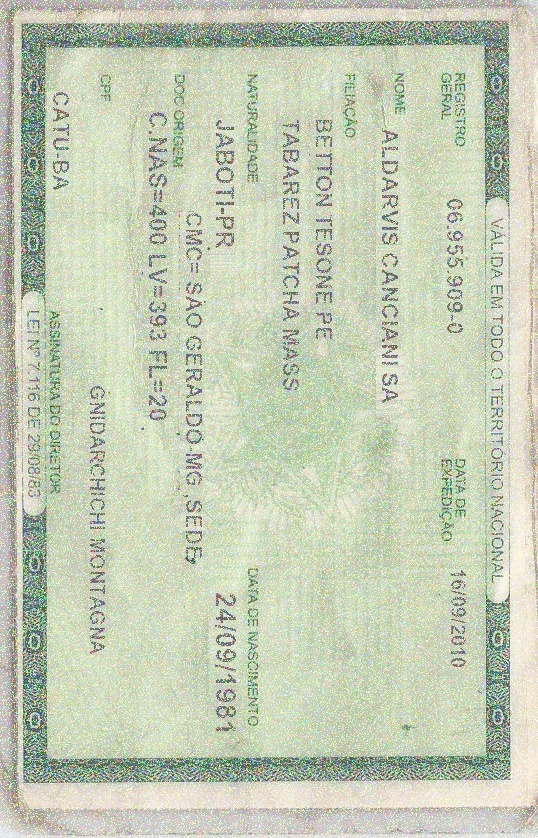 VÁLIDA EM TODO O TERRITÓRIO NACIONAL
REGISTRO GERAL 06.955.909-0 DATA DE EXPEDIÇÃO 16/09/2010
NOME ALDARVIS CANCIANI SA
FILIAÇÃO
BETTON TESONE PE
TABAREZ PATCHA MASS
NATURALIDADE DATA DE NASCIMENTO
JABOTI-PR 24/09/1981
CMC= SÃO GERALDO-MG ,SEDE,
DOC ORIGEM
C.NAS=400 LV=393 FL=20
CPF
GNIDARCHICHI MONTAGNA
CATU-BA
ASSINATURA DO DIRETOR
LEI Nº 7.116 DE 29/08/83